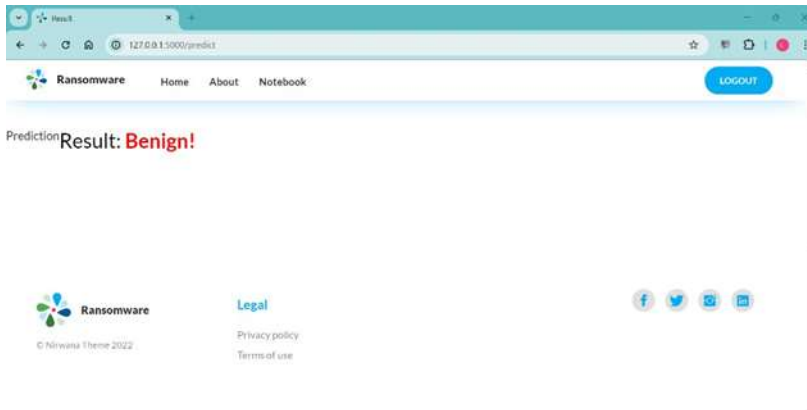 Result
127.0.0.1:5000/predict
Ransomware Home About Notebook LOGOUT
Prediction Result: Benign!
Ransomware Legal
© Nirwana Theme 2022 .
Privacy policy
Terms of use